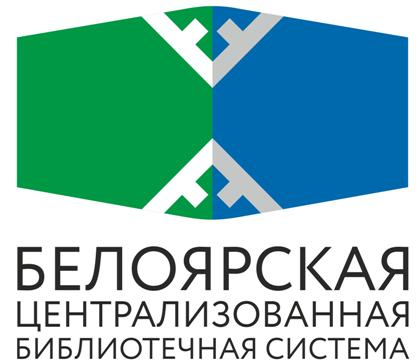 БЕЛОЯРСКАЯ
ЦЕНТРАЛИЗОВАННАЯ
БИБЛИОТЕЧНАЯ СИСТЕМА